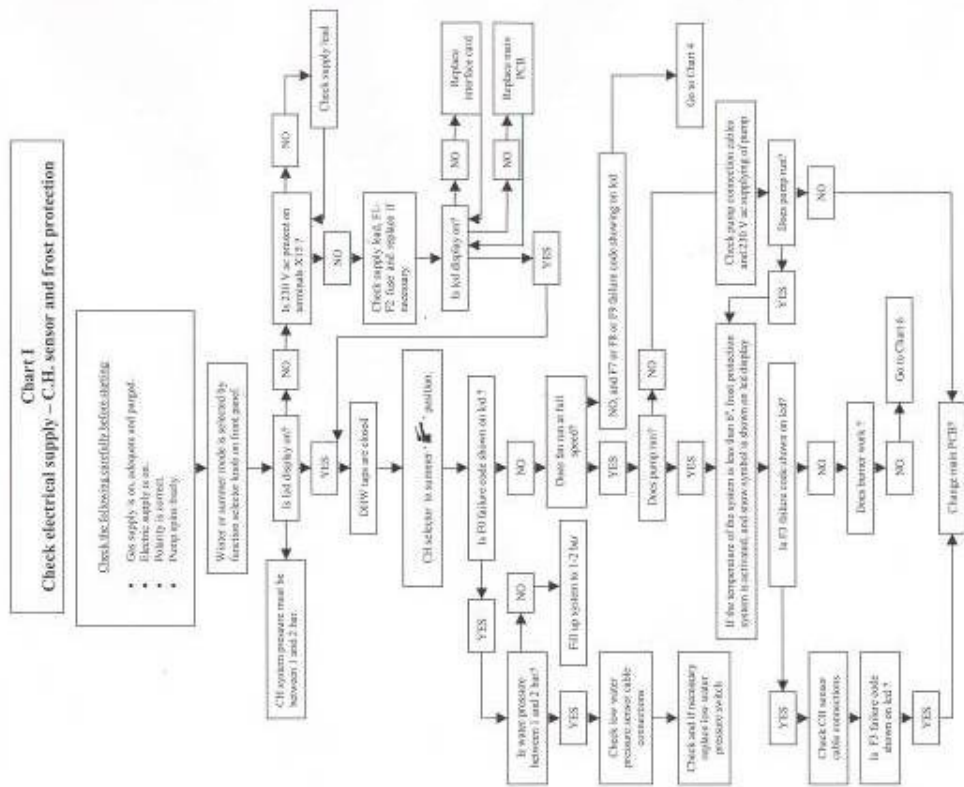 Chart I
Check electrical supply – C.H. sensor and frost protection
Check the following carefully before starting
• Gas supply is on, adequate and purged.
• Electric supply is on.
• Polarity is correct.
• Pump spins freely.
Winter or summer mode is selected by
function selector knob on front panel.
CH system pressure must be
between 1 and 2 bar.
Is lcd display on?
NO
Is 230 V ac present on
terminals X15 ?
NO
Check supply lead
YES
NO
Check supply lead, F1-
F2 fuse and replace if
necessary.
DHW taps are closed
Is lcd display on?
NO
Replace
interface card
NO
Replace main
PCB
YES
CH selector in summer " " position.
Is F0 failure code shown on lcd ?
YES
NO
Is water pressure
between 1 and 2 bar?
NO
Fill up system to 1-2 bar
YES
Check low water
pressure sensor cable
connections
Check and if necessary
replace low water
pressure switch
Does fan run at full
speed?
NO, and F7 or F8 or F9 failure code showing on lcd
Go to Chart 4
YES
Does pump run?
NO
Check pump connection cables
and 230 V ac supplying of pump
YES
Does pump run?
YES
NO
If the temperature of the system is less than 6°, frost protection
system is activated, and snow symbol is shown on lcd display
Is F3 failure code shown on lcd?
YES
NO
Check CH sensor
cable connections
Does burner work ?
NO
Go to Chart 6
Is F3 failure code
shown on lcd ?
YES
Change main PCB?